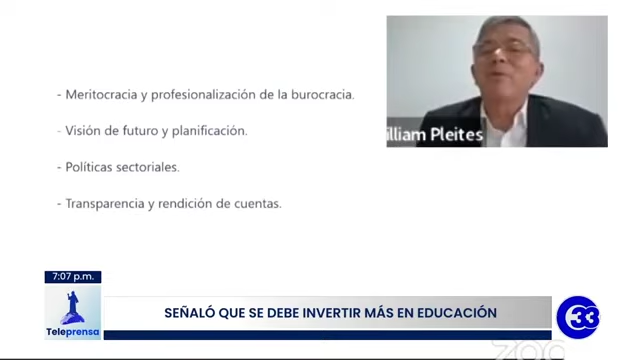 - Meritocracia y profesionalización de la burocracia.
- Visión de futuro y planificación.
- Políticas sectoriales.
- Transparencia y rendición de cuentas.
illiam Pleites
7:07 p.m.
Teleprensa
SEÑALÓ QUE SE DEBE INVERTIR MÁS EN EDUCACIÓN
33
zoo